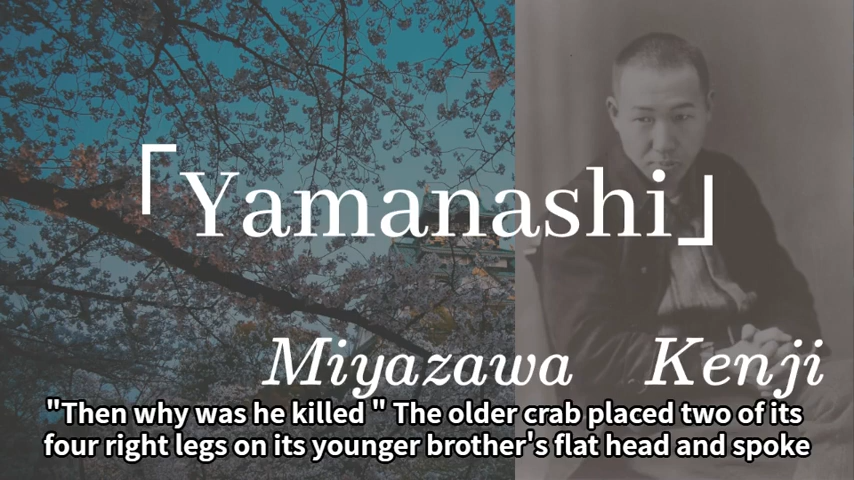 「Yamanashi」
Miyazawa Kenji
"Then why was he killed " The older crab placed two of its
four right legs on its younger brother's flat head and spoke